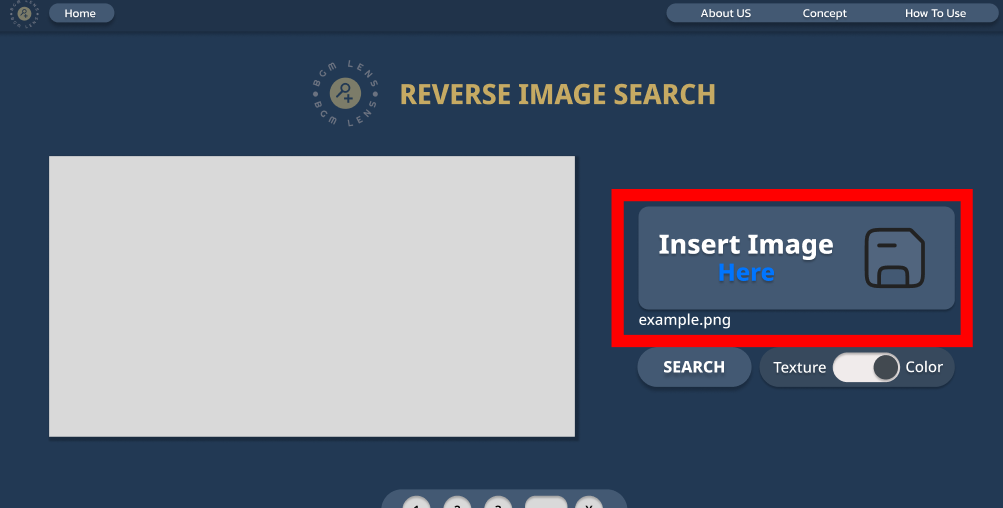 Home
About US
Concept
How To Use
BGM LENS
BGM LENS
REVERSE IMAGE SEARCH
Insert Image
Here
example.png
SEARCH
Texture
Color